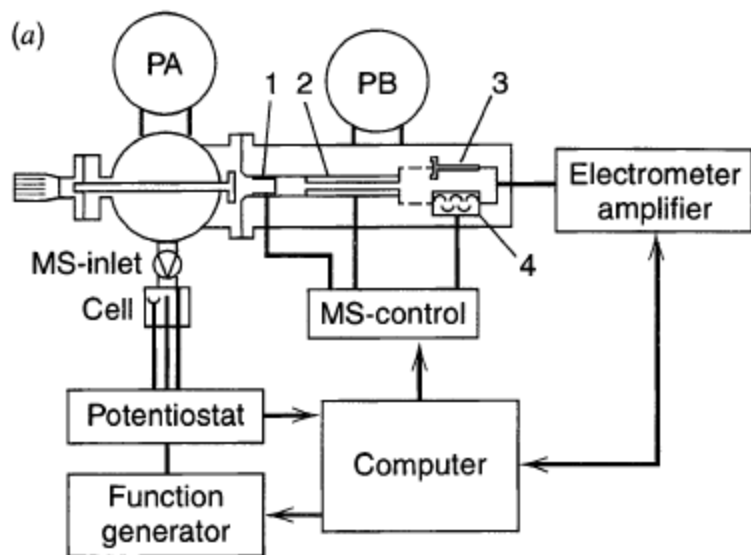 (a)
PA
1
2
PB
3
Electrometer
amplifier
MS-inlet
4
Cell
MS-control
Potentiostat
Computer
Function
generator